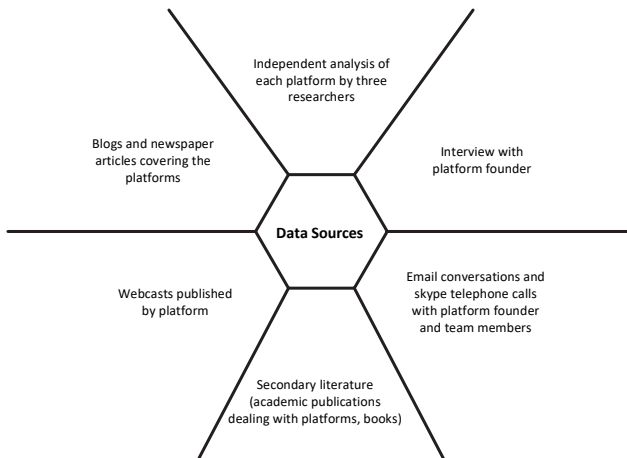 Independent analysis of
each platform by three
researchers
Blogs and newspaper
articles covering the
platforms
Interview with
platform founder
Data Sources
Webcasts published
by platform
Email conversations and
skype telephone calls
with platform founder
and team members
Secondary literature
(academic publications
dealing with platforms, books)